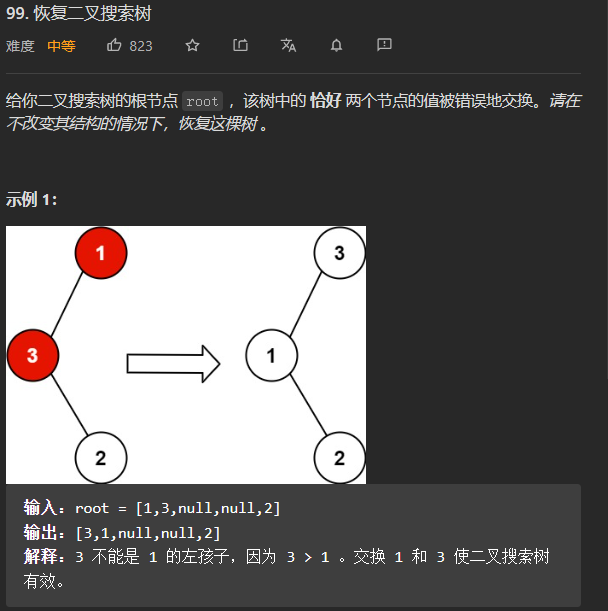 99. 恢复二叉搜索树
难度 中等 823
给你二叉搜索树的根节点 root ，该树中的 恰好 两个节点的值被错误地交换。请在
不改变其结构的情况下，恢复这棵树 。
示例 1：
1
3
3
1
2
2
输入：root = [1,3,null,null,2]
输出：[3,1,null,null,2]
解释：3 不能是 1 的左孩子，因为 3 > 1 。交换 1 和 3 使二叉搜索树
有效。